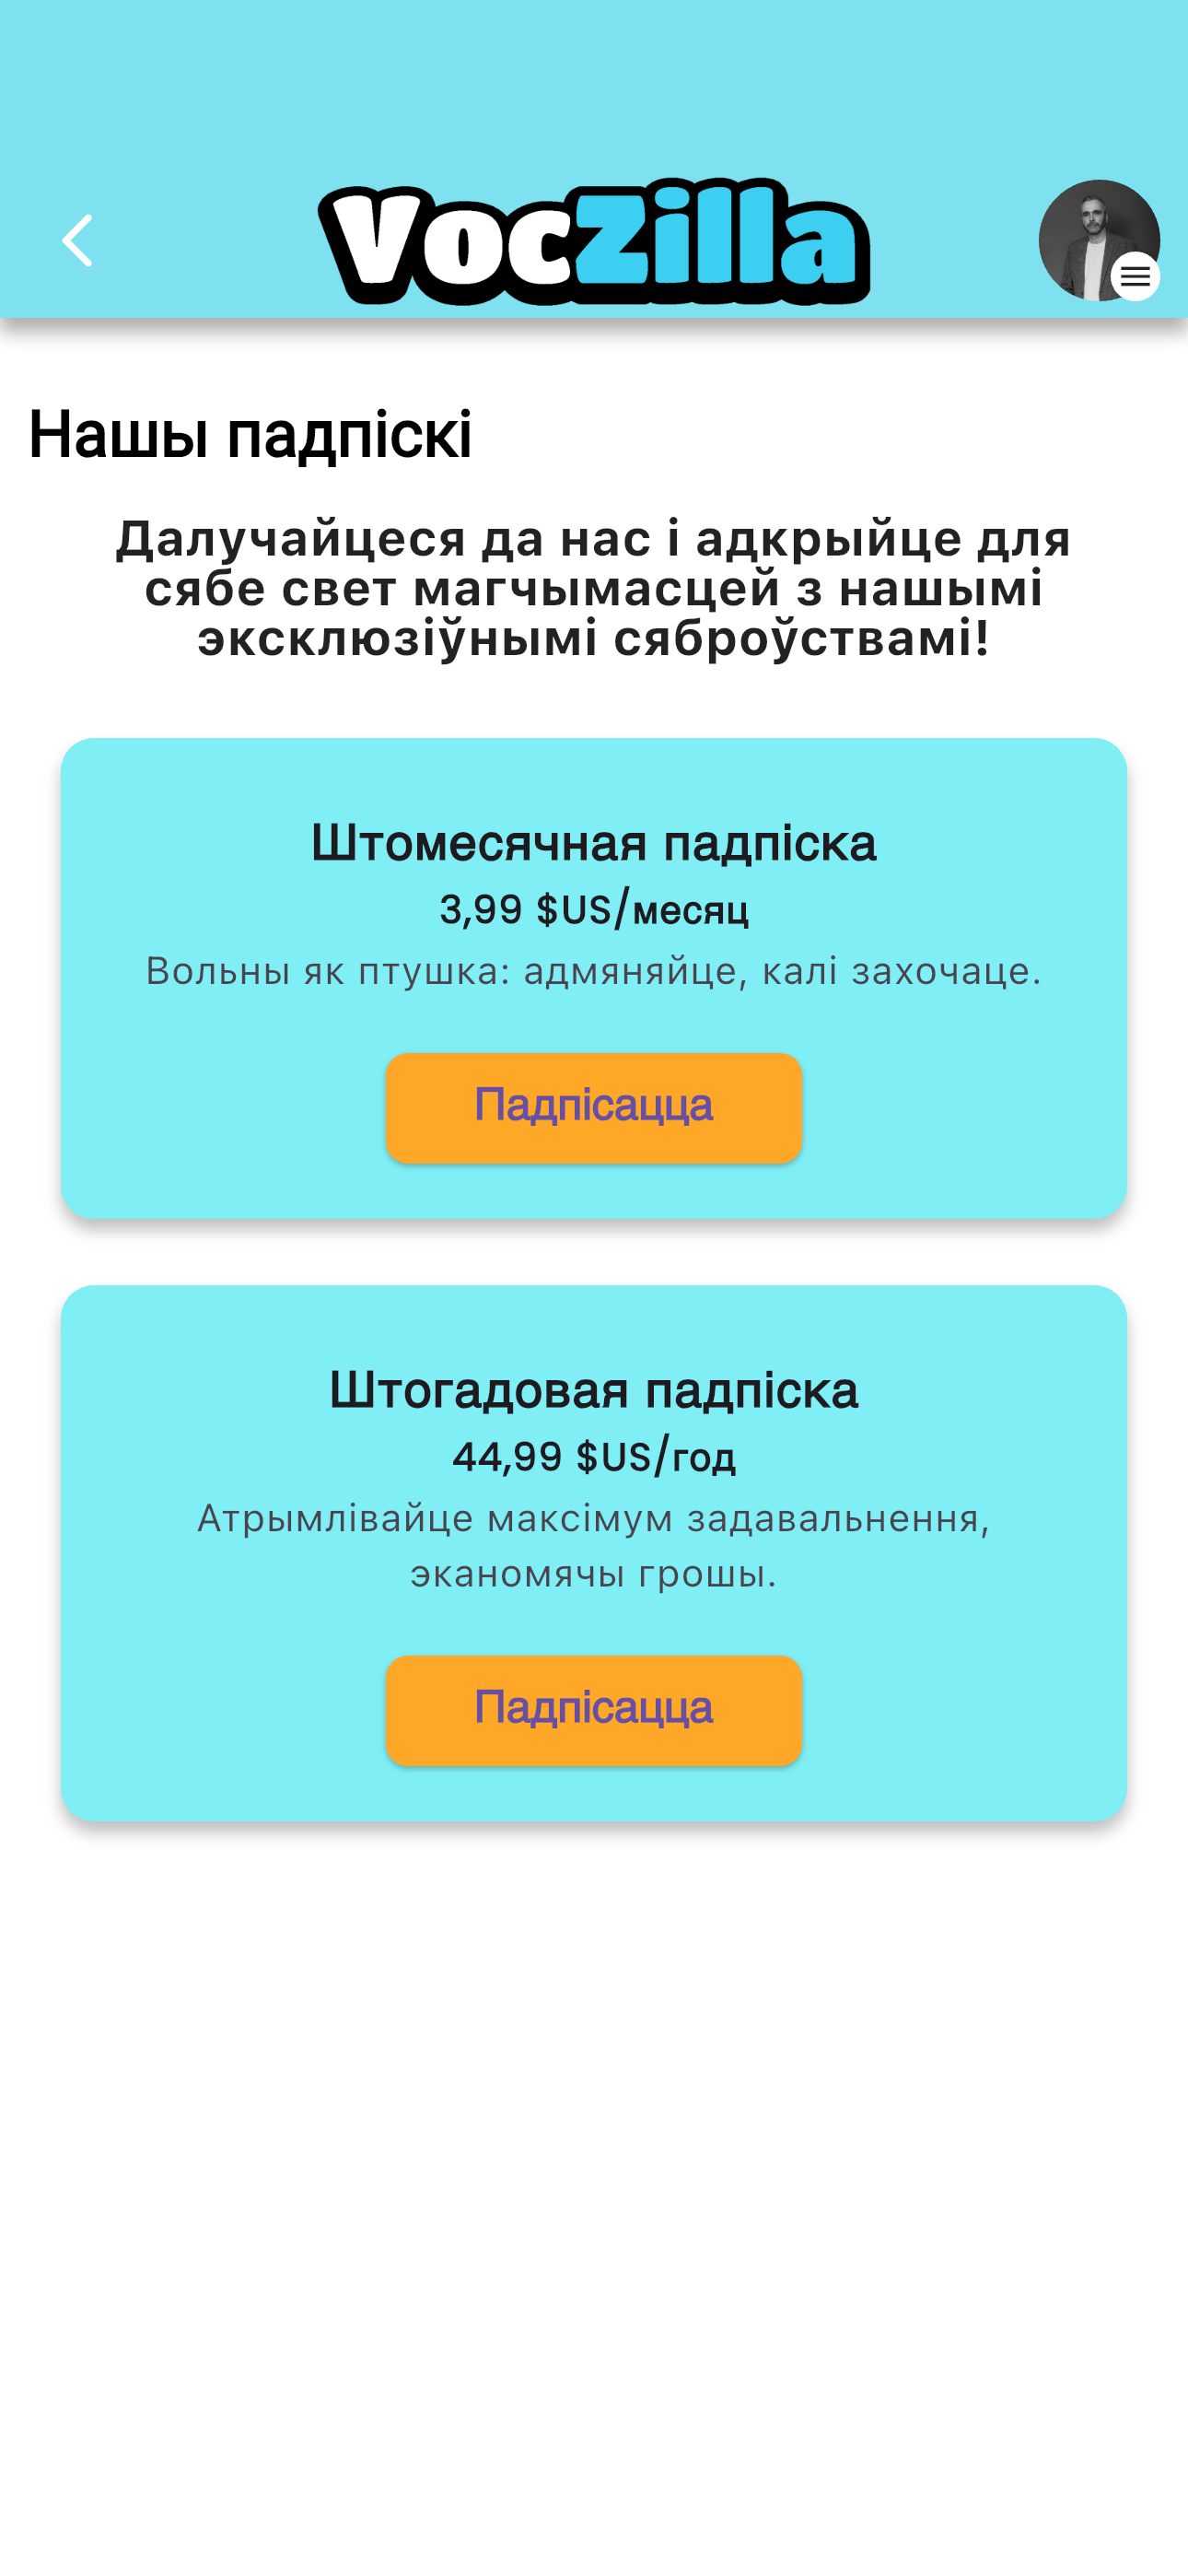 VocZilla
Нашы падпіскі
Далучайцеся да нас і адкрыйце для
сябе свет магчымасцей з нашымі
эксклюзіўнымі сяброўствамі!
Штомесячная падпіска
3,99 $US/месяц
Вольны як птушка: адмяняйце, калі захочаце.
Падпісацца
Штогадовая падпіска
44,99 $US/год
Атрымлівайце максімум задавальнення,
эканомячы грошы.
Падпісацца